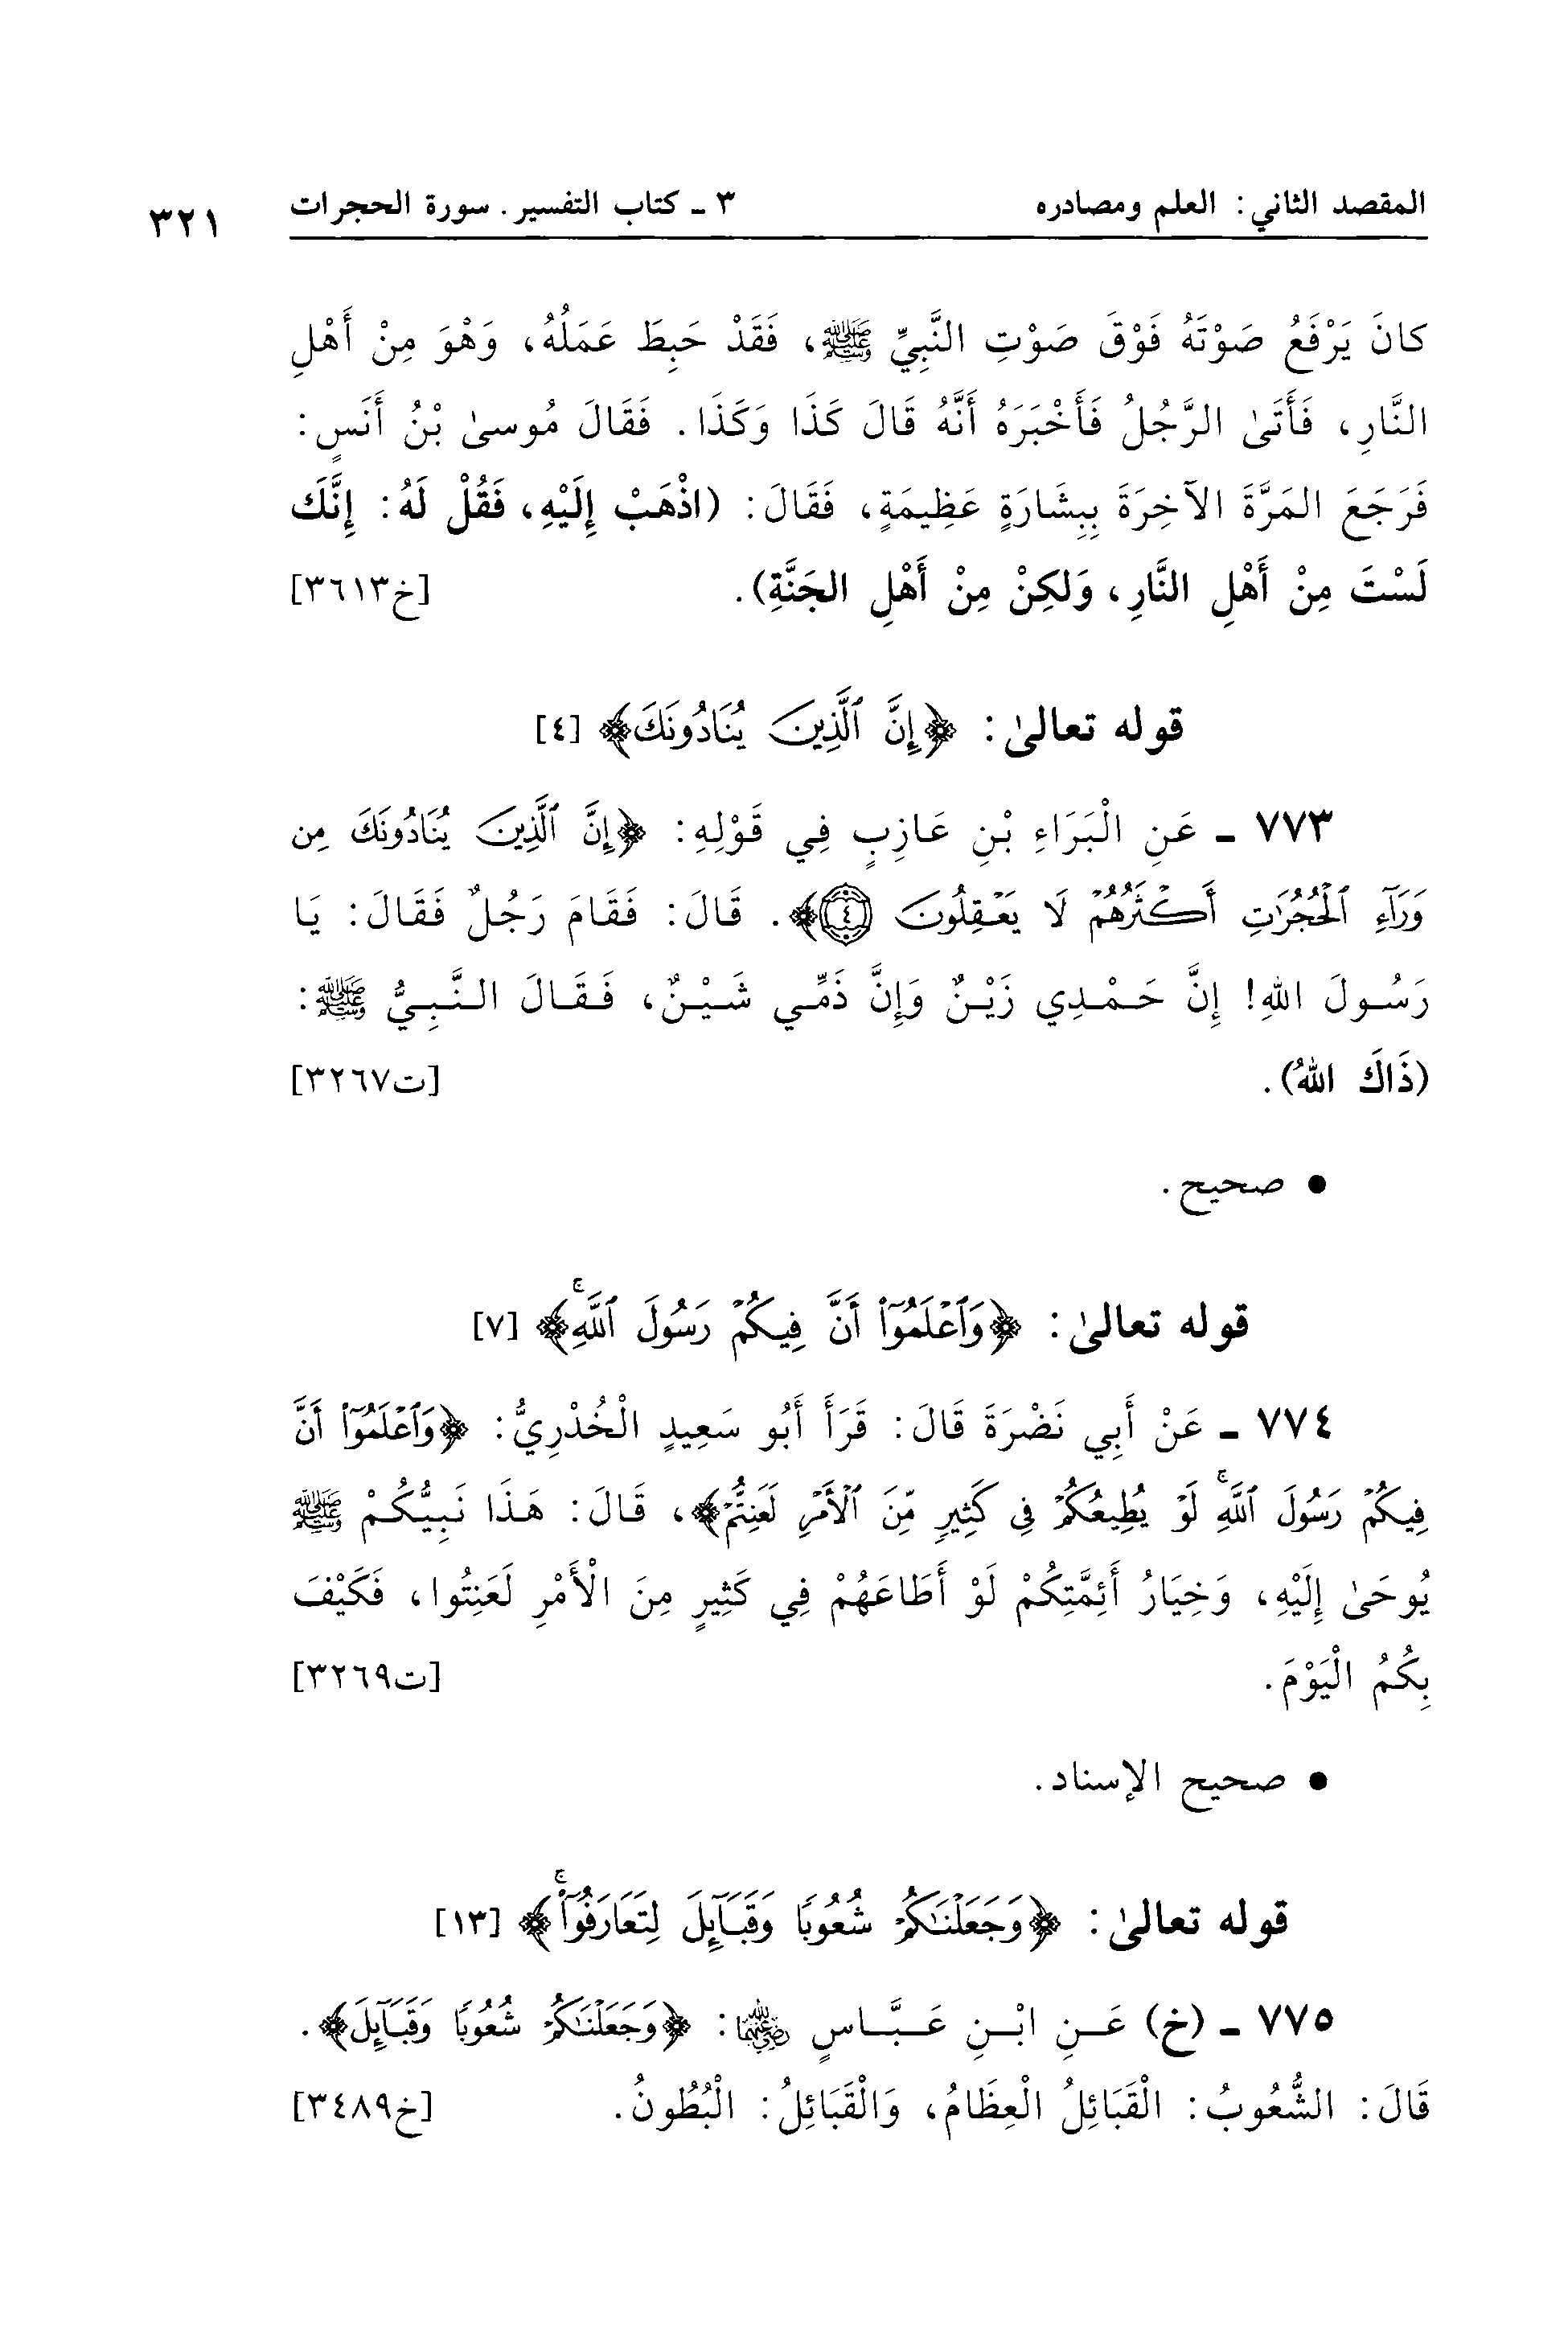 المقصد الثاني: العلم ومصادره ٣ ـ كتاب التفسير. سورة الحجرات ٣٢١
كانَ يَرْفَعُ صَوْتَهُ فَوْقَ صَوْتِ النَّبِيِّ ﷺ، فَقَدْ حَبِطَ عَمَلُهُ، وَهْوَ مِنْ أَهْلِ
النَّارِ، فَأَتَىٰ الرَّجُلُ فَأَخْبَرَهُ أَنَّهُ قَالَ كَذَا وَكَذَا. فَقَالَ مُوسىٰ بْنُ أَنَسٍ:
فَرَجَعَ المَرَّةَ الآخِرَةَ بِبِشَارَةٍ عَظِيمَةٍ، فَقَالَ: (اذْهَبْ إِلَيْهِ، فَقُلْ لَهُ: إِنَّكَ
لَسْتَ مِنْ أَهْلِ النَّارِ، وَلكِنْ مِنْ أَهْلِ الجَنَّةِ). [خ٣٦١٣]
قوله تعالىٰ: ﴿إِنَّ ٱلَّذِينَ يُنَادُونَكَ﴾ [٤]
٧٧٣ ـ عَنِ الْبَرَاءِ بْنِ عَازِبٍ فِي قَوْلِهِ: ﴿إِنَّ ٱلَّذِينَ يُنَادُونَكَ مِن
وَرَآءِ ٱلْحُجُرَٰتِ أَكْثَرُهُمْ لَا يَعْقِلُونَ ۝٤﴾. قَالَ: فَقَامَ رَجُلٌ فَقَالَ: يَا
رَسُولَ اللهِ! إِنَّ حَمْدِي زَيْنٌ وَإِنَّ ذَمِّي شَيْنٌ، فَقَالَ النَّبِيُّ ﷺ:
(ذَاكَ اللهُ). [ت٣٢٦٧]
● صحيح.
قوله تعالىٰ: ﴿وَٱعْلَمُوٓا۟ أَنَّ فِيكُمْ رَسُولَ ٱللَّهِۚ﴾ [٧]
٧٧٤ ـ عَنْ أَبِي نَضْرَةَ قَالَ: قَرَأَ أَبُو سَعِيدٍ الْخُدْرِيُّ: ﴿وَٱعْلَمُوٓا۟ أَنَّ
فِيكُمْ رَسُولَ ٱللَّهِۚ لَوْ يُطِيعُكُمْ فِى كَثِيرٍ مِّنَ ٱلْأَمْرِ لَعَنِتُّمْ﴾، قَالَ: هَذَا نَبِيُّكُمْ ﷺ
يُوحَىٰ إِلَيْهِ، وَخِيَارُ أَئِمَّتِكُمْ لَوْ أَطَاعَهُمْ فِي كَثِيرٍ مِنَ الْأَمْرِ لَعَنِتُوا، فَكَيْفَ
بِكُمُ الْيَوْمَ. [ت٣٢٦٩]
● صحيح الإسناد.
قوله تعالىٰ: ﴿وَجَعَلْنَٰكُمْ شُعُوبًا وَقَبَآئِلَ لِتَعَارَفُوٓا۟ۚ﴾ [١٣]
٧٧٥ ـ (خ) عَنِ ابْنِ عَبَّاسٍ رضي الله عنهما: ﴿وَجَعَلْنَٰكُمْ شُعُوبًا وَقَبَآئِلَ﴾.
قَالَ: الشُّعُوبُ: الْقَبَائِلُ الْعِظَامُ، وَالْقَبَائِلُ: الْبُطُونُ. [خ٣٤٨٩]